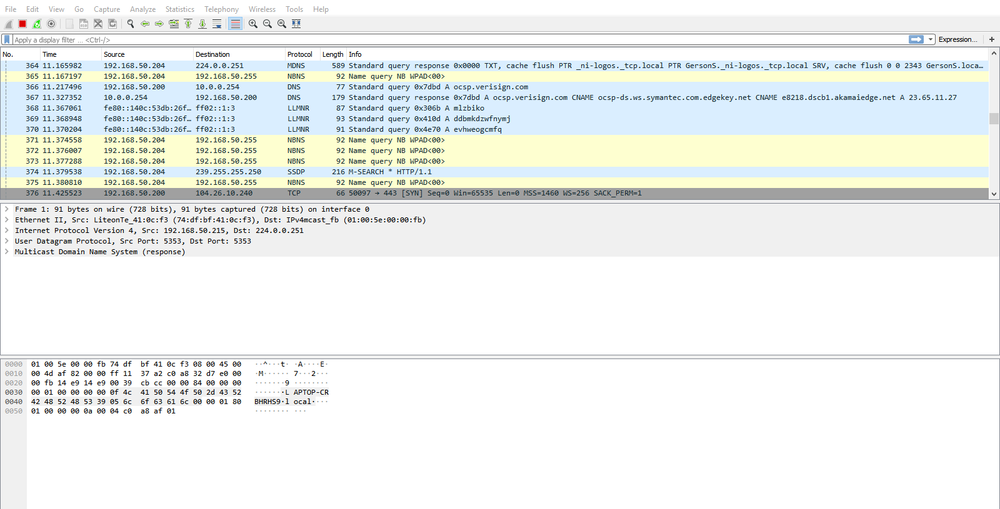 File Edit View Go Capture Analyze Statistics Telephony Wireless Tools Help
Apply a display filter ... <Ctrl-/> Expression... +
No. Time Source Destination Protocol Length Info
364 11.165982 192.168.50.204 224.0.0.251 MDNS 589 Standard query response 0x0000 TXT, cache flush PTR _ni-logos._tcp.local PTR GersonS._ni-logos._tcp.local SRV, cache flush 0 0 2343 GersonS.loca…
365 11.167197 192.168.50.204 192.168.50.255 NBNS 92 Name query NB WPAD<00>
366 11.217496 192.168.50.200 10.0.0.254 DNS 77 Standard query 0x7dbd A ocsp.verisign.com
367 11.327352 10.0.0.254 192.168.50.200 DNS 179 Standard query response 0x7dbd A ocsp.verisign.com CNAME ocsp-ds.ws.symantec.com.edgekey.net CNAME e8218.dscb1.akamaiedge.net A 23.65.11.27
368 11.367061 fe80::140c:53db:26f… ff02::1:3 LLMNR 87 Standard query 0x306b A mlzbiko
369 11.368948 fe80::140c:53db:26f… ff02::1:3 LLMNR 93 Standard query 0x410d A ddbmkdzwfnymj
370 11.370204 fe80::140c:53db:26f… ff02::1:3 LLMNR 91 Standard query 0x4e70 A evhweogcmfq
371 11.374558 192.168.50.204 192.168.50.255 NBNS 92 Name query NB WPAD<00>
372 11.376007 192.168.50.204 192.168.50.255 NBNS 92 Name query NB WPAD<00>
373 11.377288 192.168.50.204 192.168.50.255 NBNS 92 Name query NB WPAD<00>
374 11.379538 192.168.50.204 239.255.255.250 SSDP 216 M-SEARCH * HTTP/1.1
375 11.380810 192.168.50.204 192.168.50.255 NBNS 92 Name query NB WPAD<00>
376 11.425523 192.168.50.200 104.26.10.240 TCP 66 50097 → 443 [SYN] Seq=0 Win=65535 Len=0 MSS=1460 WS=256 SACK_PERM=1
Frame 1: 91 bytes on wire (728 bits), 91 bytes captured (728 bits) on interface 0
Ethernet II, Src: LiteonTe_41:0c:f3 (74:df:bf:41:0c:f3), Dst: IPv4mcast_fb (01:00:5e:00:00:fb)
Internet Protocol Version 4, Src: 192.168.50.215, Dst: 224.0.0.251
User Datagram Protocol, Src Port: 5353, Dst Port: 5353
Multicast Domain Name System (response)
0000 01 00 5e 00 00 fb 74 df bf 41 0c f3 08 00 45 00 ··^···t· ·A····E·
0010 00 4d af 82 00 00 ff 11 37 a2 c0 a8 32 d7 e0 00 ·M······ 7···2···
0020 00 fb 14 e9 14 e9 00 39 cb cc 00 00 84 00 00 00 ·······9 ········
0030 00 01 00 00 00 00 0f 4c 41 50 54 4f 50 2d 43 52 ·······L APTOP-CR
0040 42 48 52 48 53 39 05 6c 6f 63 61 6c 00 00 01 80 BHRHS9·l ocal····
0050 01 00 00 00 0a 00 04 c0 a8 af 01 ········ ···